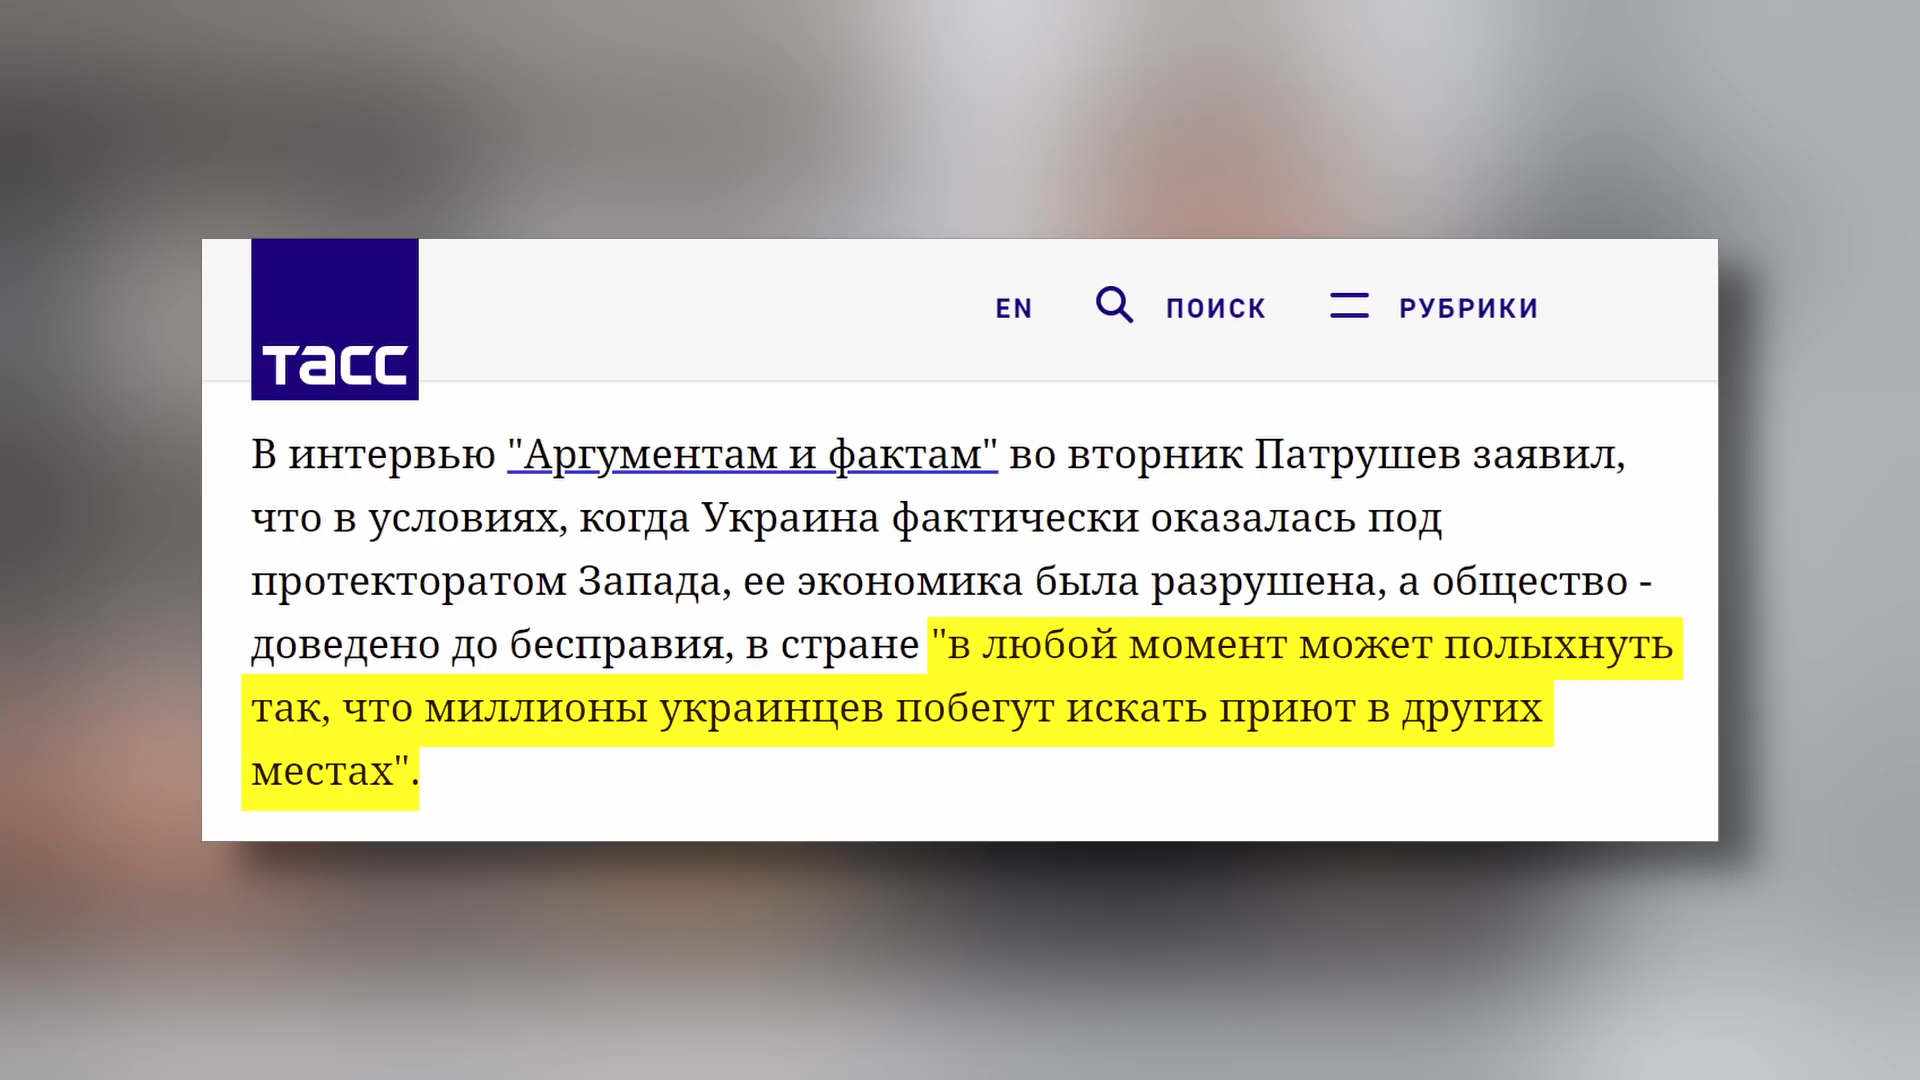 тасс
EN
ПОИСК
РУБРИКИ
В интервью "Аргументам и фактам" во вторник Патрушев заявил,
что в условиях, когда Украина фактически оказалась под
протекторатом Запада, ее экономика была разрушена, а общество -
доведено до бесправия, в стране "в любой момент может полыхнуть
так, что миллионы украинцев побегут искать приют в других
местах".